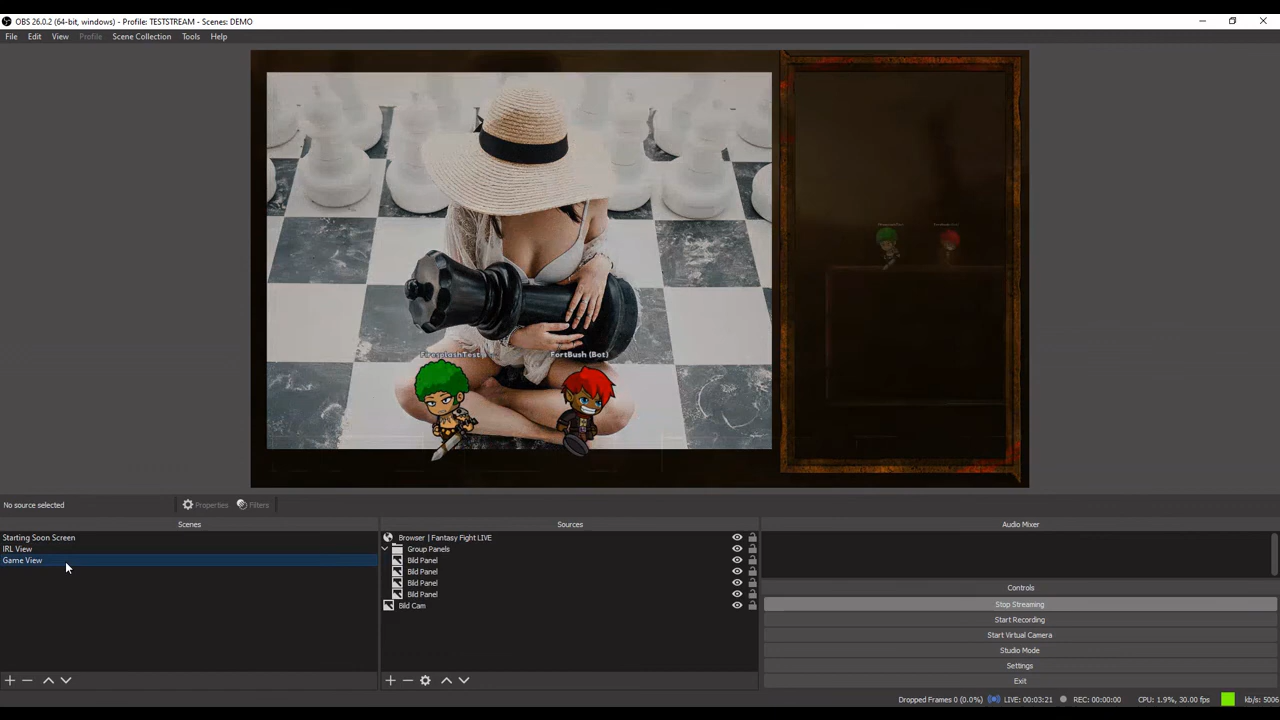 OBS 26.0.2 (64-bit, windows) - Profile: TESTSTREAM - Scenes: DEMO
File Edit View Profile Scene Collection Tools Help
FiresplashTest
FortBush (Bot)
No source selected
Properties
Filters
Scenes
Sources
Audio Mixer
Starting Soon Screen
IRL View
Game View
Browser | Fantasy Fight LIVE
Group Panels
Bild Panel
Bild Panel
Bild Panel
Bild Panel
Bild Cam
Controls
Stop Streaming
Start Recording
Start Virtual Camera
Studio Mode
Settings
Exit
Dropped Frames 0 (0.0%) LIVE: 00:03:21 REC: 00:00:00 CPU: 1.9%, 30.00 fps kb/s: 5006